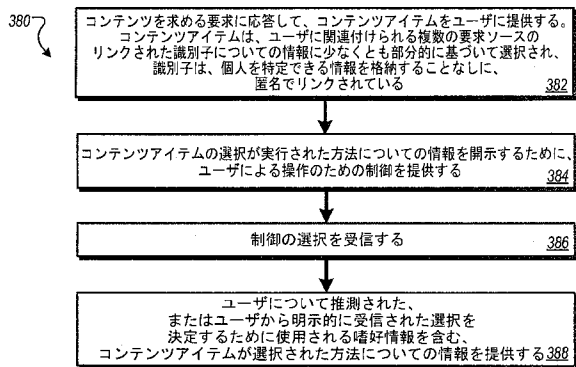 380
コンテンツを求める要求に応答して、コンテンツアイテムをユーザに提供する。
コンテンツアイテムは、ユーザに関連付けられる複数の要求ソースの
リンクされた識別子についての情報に少なくとも部分的に基づいて選択され、
識別子は、個人を特定できる情報を格納することなしに、
匿名でリンクされている
382
コンテンツアイテムの選択が実行された方法についての情報を開示するために、
ユーザによる操作のための制御を提供する
384
制御の選択を受信する
386
ユーザについて推測された、
またはユーザから明示的に受信された選択を
決定するために使用される嗜好情報を含む、
コンテンツアイテムが選択された方法についての情報を提供する 388